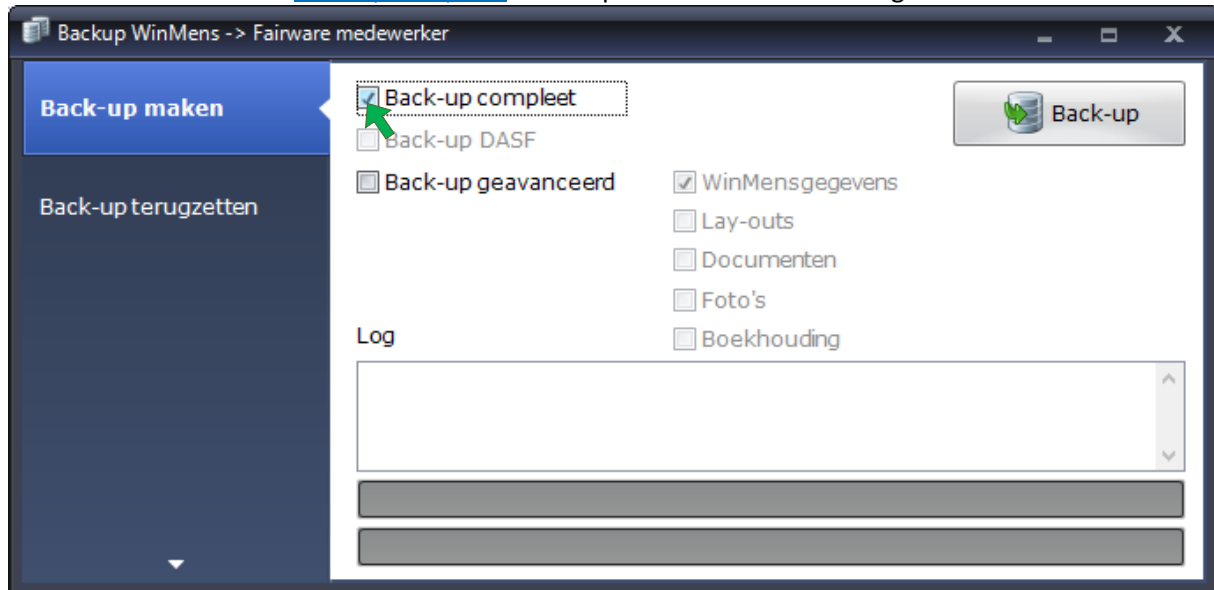 Backup WinMens -> Fairware medewerker
Back-up maken
Back-up terugzetten
Back-up compleet
Back-up
Back-up DASF
Back-up geavanceerd
WinMensgegevens
Lay-outs
Documenten
Foto's
Log
Boekhouding